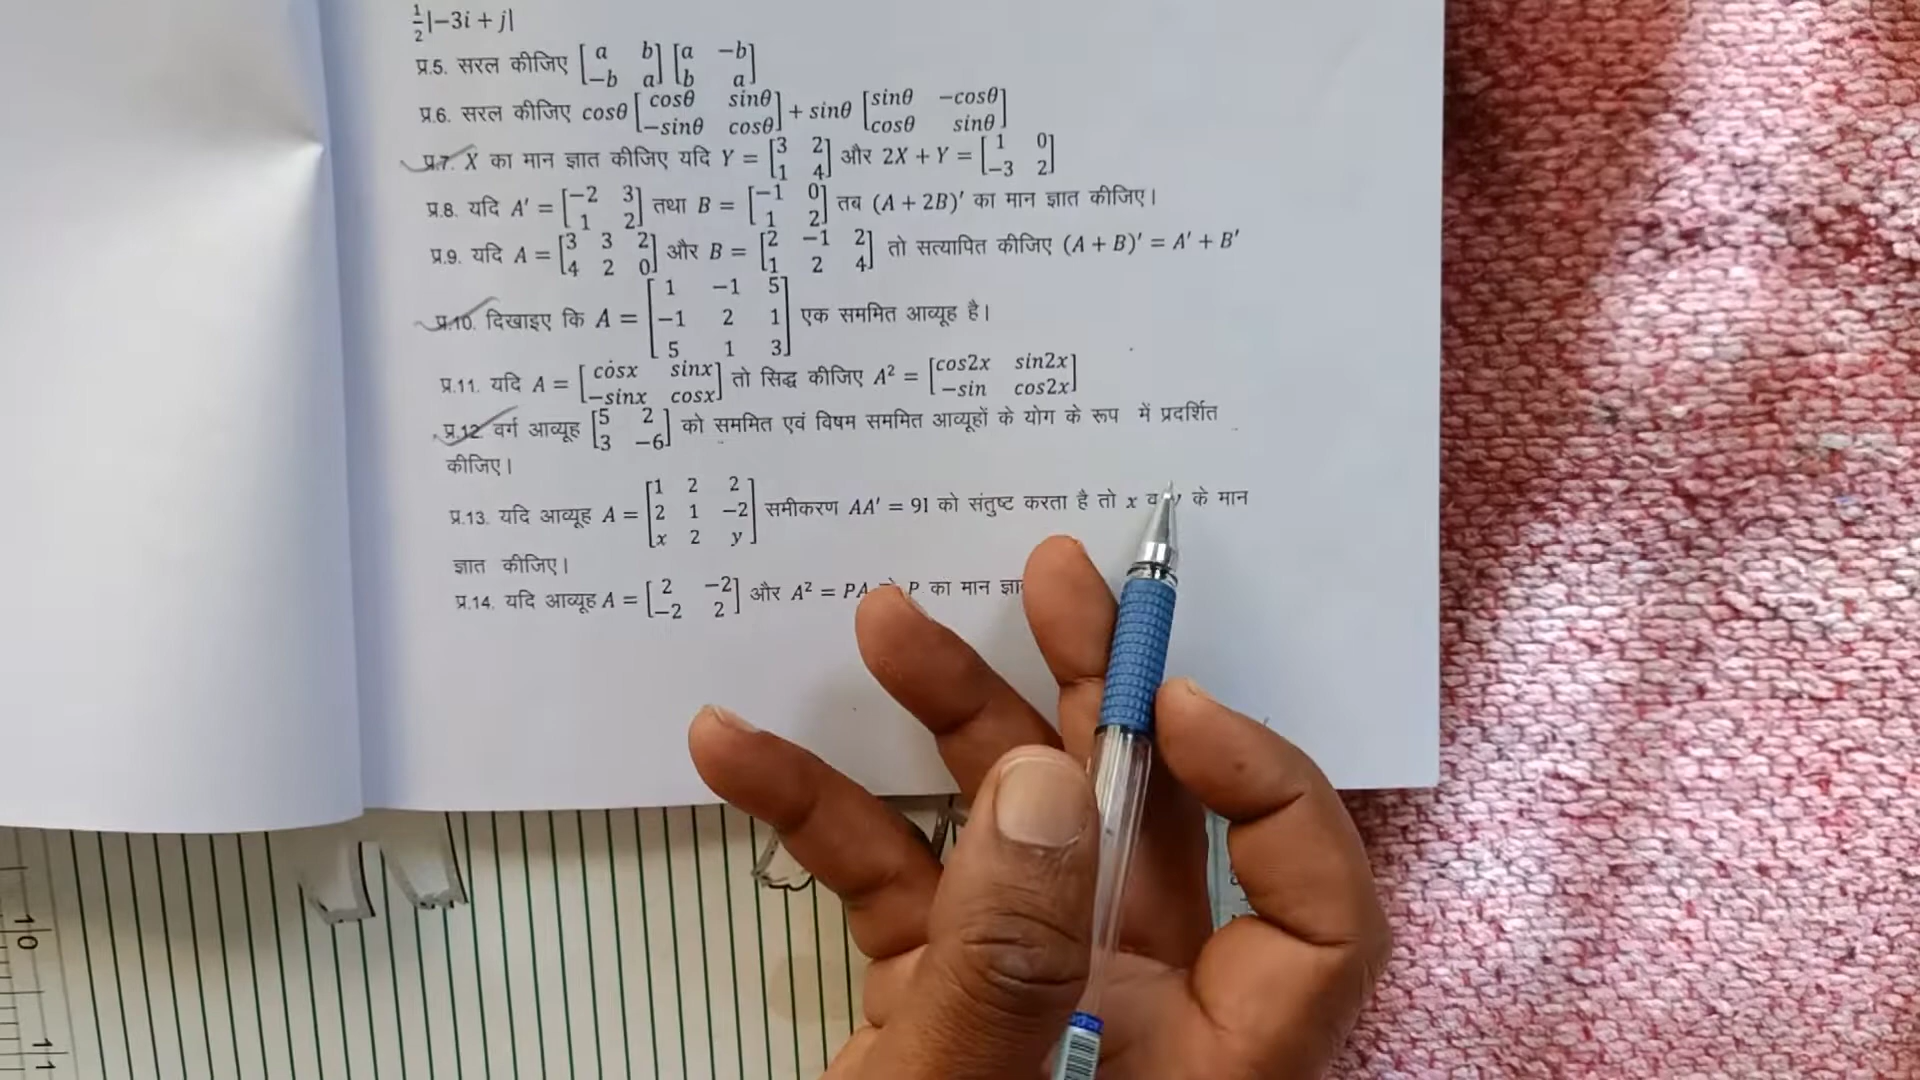 ½|−3i + j|
प्र.5. सरल कीजिए [a b; −b a] [a −b; b a]
प्र.6. सरल कीजिए cosθ [cosθ sinθ; −sinθ cosθ] + sinθ [sinθ −cosθ; cosθ sinθ]
प्र.7. X का मान ज्ञात कीजिए यदि Y = [3 2; 1 4] और 2X + Y = [1 0; −3 2]
प्र.8. यदि A′ = [−2 3; 1 2] तथा B = [−1 0; 1 2] तब (A + 2B)′ का मान ज्ञात कीजिए।
प्र.9. यदि A = [3 3 2; 4 2 0] और B = [2 −1 2; 1 2 4] तो सत्यापित कीजिए (A + B)′ = A′ + B′
प्र.10. दिखाइए कि A = [1 −1 5; −1 2 1; 5 1 3] एक सममित आव्यूह है।
प्र.11. यदि A = [cosx sinx; −sinx cosx] तो सिद्ध कीजिए A² = [cos2x sin2x; −sin cos2x]
प्र.12. वर्ग आव्यूह [5 2; 3 −6] को सममित एवं विषम सममित आव्यूहों के योग के रूप में प्रदर्शित
कीजिए।
प्र.13. यदि आव्यूह A = [1 2 2; 2 1 −2; x 2 y] समीकरण AA′ = 9I को संतुष्ट करता है तो x व y के मान
ज्ञात कीजिए।
प्र.14. यदि आव्यूह A = [2 −2; −2 2] और A² = PA P का मान
10
11